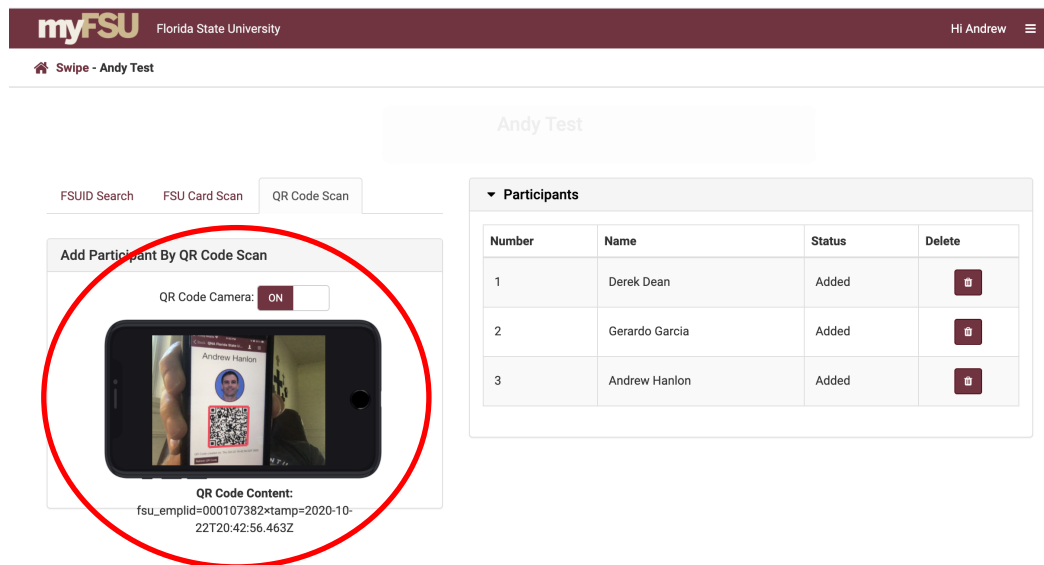 myFSU Florida State University Hi Andrew
Swipe - Andy Test
Andy Test
FSUID Search FSU Card Scan QR Code Scan
Add Participant By QR Code Scan
QR Code Camera: ON
Andrew Hanlon
QR Code Content:
fsu_emplid=000107382×tamp=2020-10-
22T20:42:56.463Z
Participants
Number Name Status Delete
1 Derek Dean Added
2 Gerardo Garcia Added
3 Andrew Hanlon Added